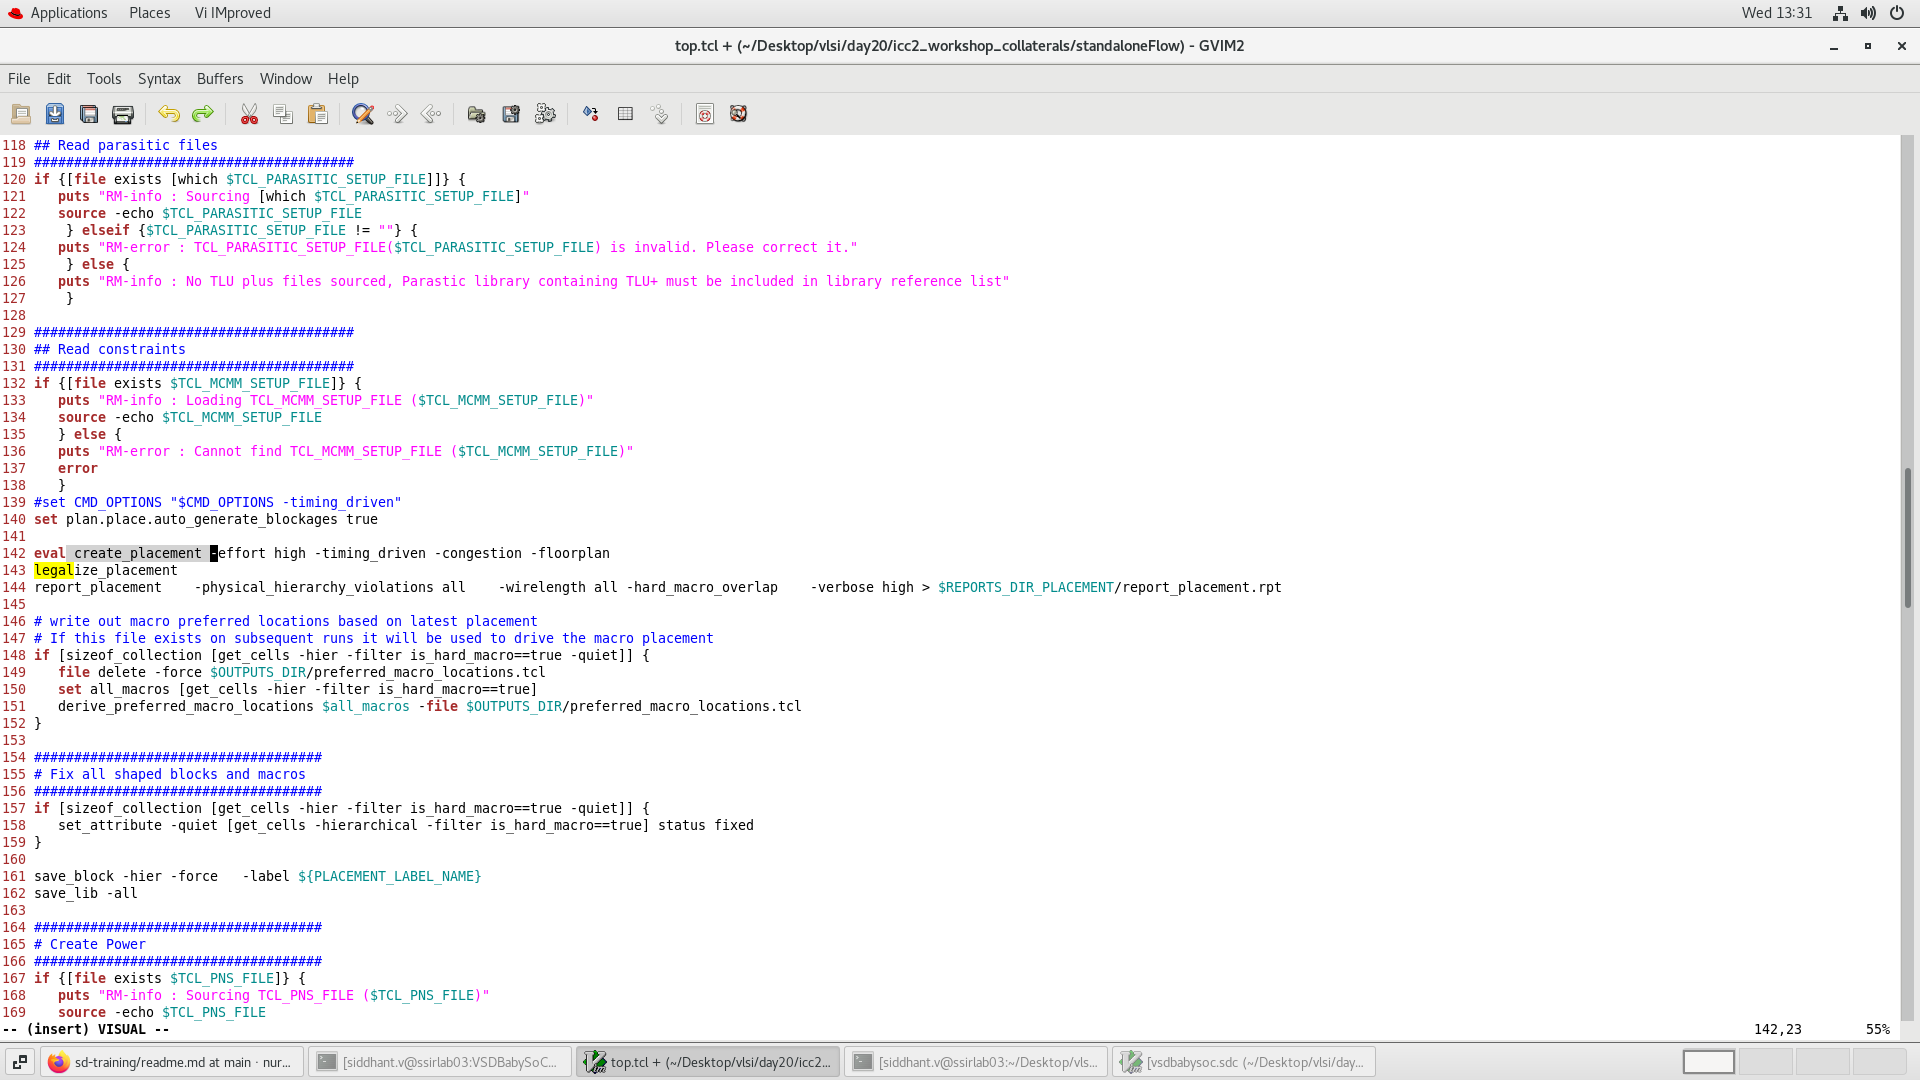 Applications Places Vi IMproved Wed 13:31
top.tcl + (~/Desktop/vlsi/day20/icc2_workshop_collaterals/standaloneFlow) - GVIM2
File Edit Tools Syntax Buffers Window Help
118 ## Read parasitic files
119 ########################################
120 if {[file exists [which $TCL_PARASITIC_SETUP_FILE]]} {
121    puts "RM-info : Sourcing [which $TCL_PARASITIC_SETUP_FILE]"
122    source -echo $TCL_PARASITIC_SETUP_FILE
123     } elseif {$TCL_PARASITIC_SETUP_FILE != ""} {
124    puts "RM-error : TCL_PARASITIC_SETUP_FILE($TCL_PARASITIC_SETUP_FILE) is invalid. Please correct it."
125     } else {
126    puts "RM-info : No TLU plus files sourced, Parastic library containing TLU+ must be included in library reference list"
127     }
128
129 ########################################
130 ## Read constraints
131 ########################################
132 if {[file exists $TCL_MCMM_SETUP_FILE]} {
133    puts "RM-info : Loading TCL_MCMM_SETUP_FILE ($TCL_MCMM_SETUP_FILE)"
134    source -echo $TCL_MCMM_SETUP_FILE
135    } else {
136    puts "RM-error : Cannot find TCL_MCMM_SETUP_FILE ($TCL_MCMM_SETUP_FILE)"
137    error
138    }
139 #set CMD_OPTIONS "$CMD_OPTIONS -timing_driven"
140 set plan.place.auto_generate_blockages true
141
142 eval create_placement -effort high -timing_driven -congestion -floorplan
143 legalize_placement
144 report_placement    -physical_hierarchy_violations all    -wirelength all -hard_macro_overlap    -verbose high > $REPORTS_DIR_PLACEMENT/report_placement.rpt
145
146 # write out macro preferred locations based on latest placement
147 # If this file exists on subsequent runs it will be used to drive the macro placement
148 if [sizeof_collection [get_cells -hier -filter is_hard_macro==true -quiet]] {
149    file delete -force $OUTPUTS_DIR/preferred_macro_locations.tcl
150    set all_macros [get_cells -hier -filter is_hard_macro==true]
151    derive_preferred_macro_locations $all_macros -file $OUTPUTS_DIR/preferred_macro_locations.tcl
152 }
153
154 ####################################
155 # Fix all shaped blocks and macros
156 ####################################
157 if [sizeof_collection [get_cells -hier -filter is_hard_macro==true -quiet]] {
158    set_attribute -quiet [get_cells -hierarchical -filter is_hard_macro==true] status fixed
159 }
160
161 save_block -hier -force   -label ${PLACEMENT_LABEL_NAME}
162 save_lib -all
163
164 ####################################
165 # Create Power
166 ####################################
167 if {[file exists $TCL_PNS_FILE]} {
168    puts "RM-info : Sourcing TCL_PNS_FILE ($TCL_PNS_FILE)"
169    source -echo $TCL_PNS_FILE
-- (insert) VISUAL -- 142,23 55%
sd-training/readme.md at main · nur... [siddhant.v@ssirlab03:VSDBabySoC... top.tcl + (~/Desktop/vlsi/day20/icc2... [siddhant.v@ssirlab03:~/Desktop/vls... [vsdbabysoc.sdc (~/Desktop/vlsi/day...